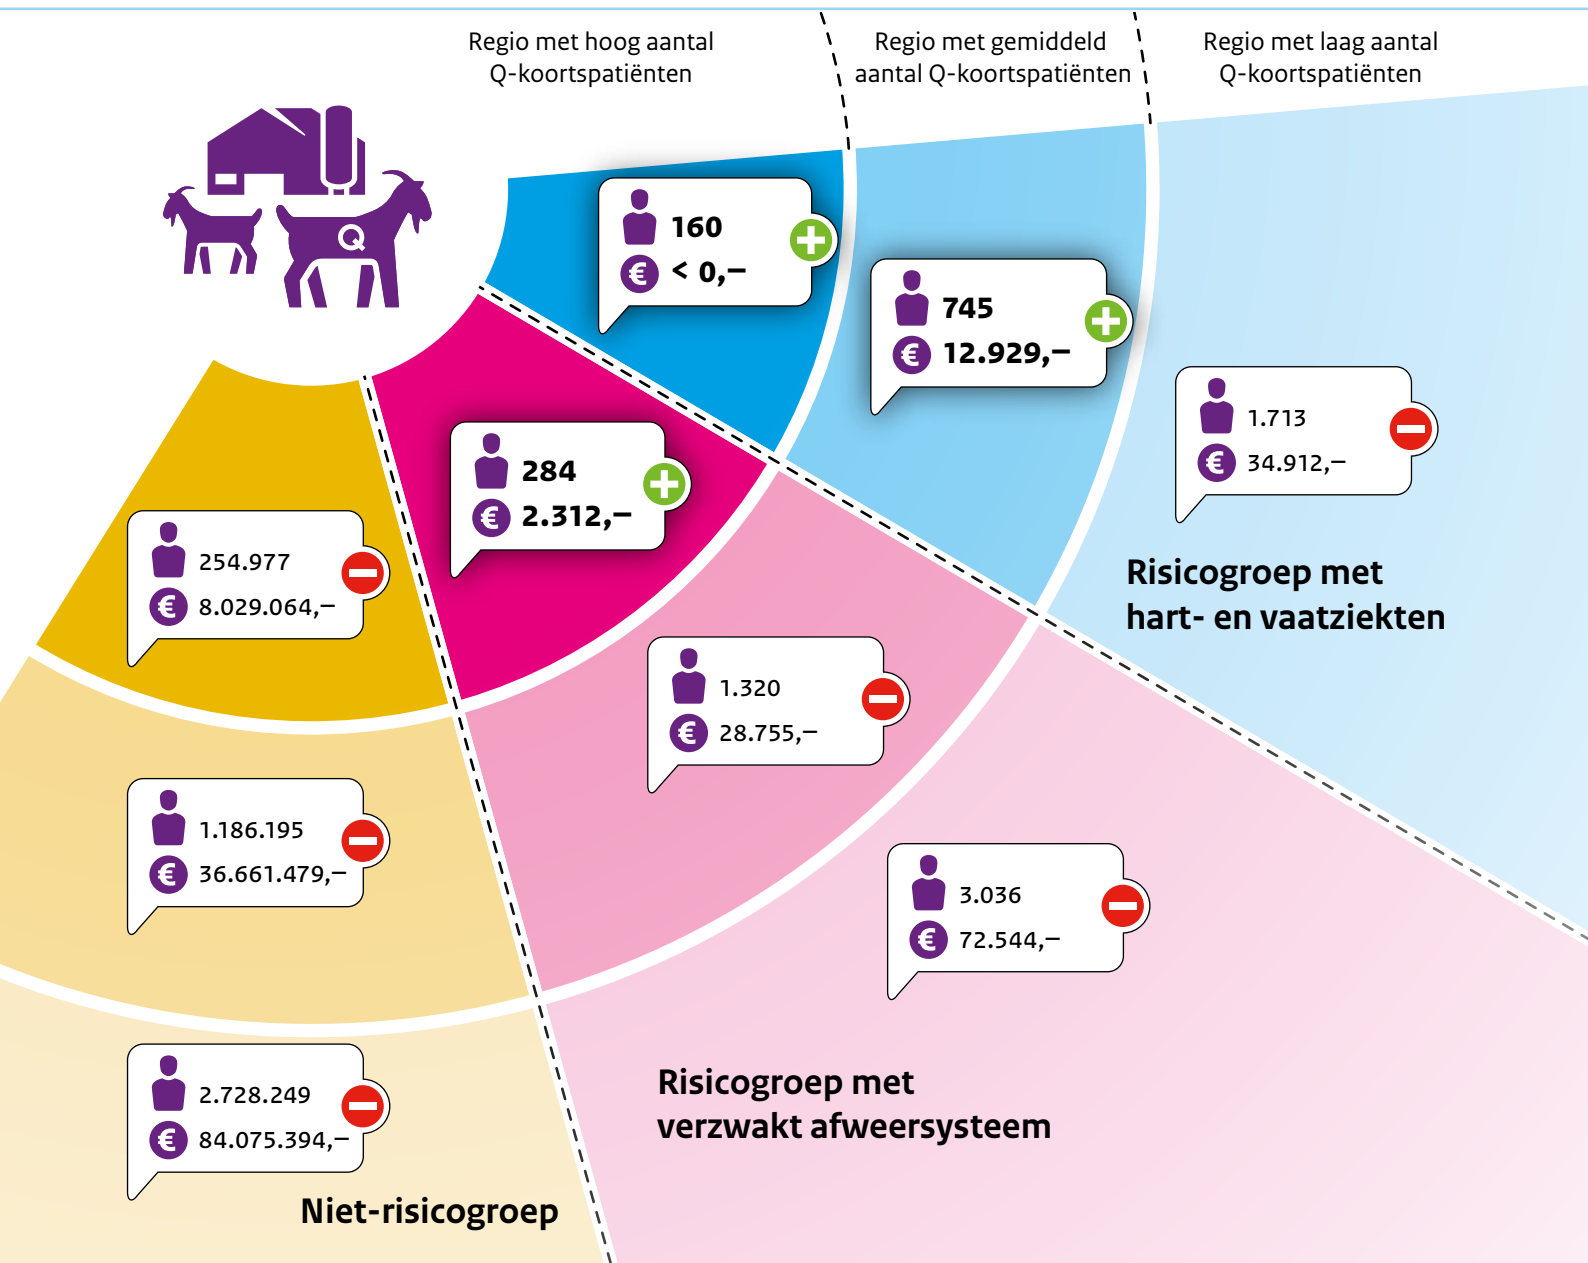 Regio met hoog aantal
Q-koortspatiënten
Regio met gemiddeld
aantal Q-koortspatiënten
Regio met laag aantal
Q-koortspatiënten
Q
160
€ < 0,–
745
€ 12.929,–
1.713
€ 34.912,–
284
€ 2.312,–
254.977
€ 8.029.064,–
Risicogroep met
hart- en vaatziekten
1.320
€ 28.755,–
1.186.195
€ 36.661.479,–
3.036
€ 72.544,–
2.728.249
€ 84.075.394,–
Risicogroep met
verzwakt afweersysteem
Niet-risicogroep